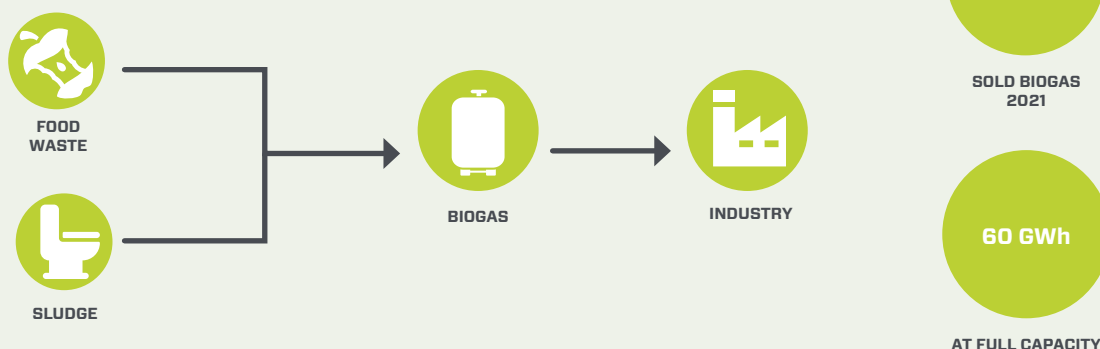 FOOD
WASTE
SLUDGE
BIOGAS
INDUSTRY
SOLD BIOGAS
2021
60 GWh
AT FULL CAPACITY